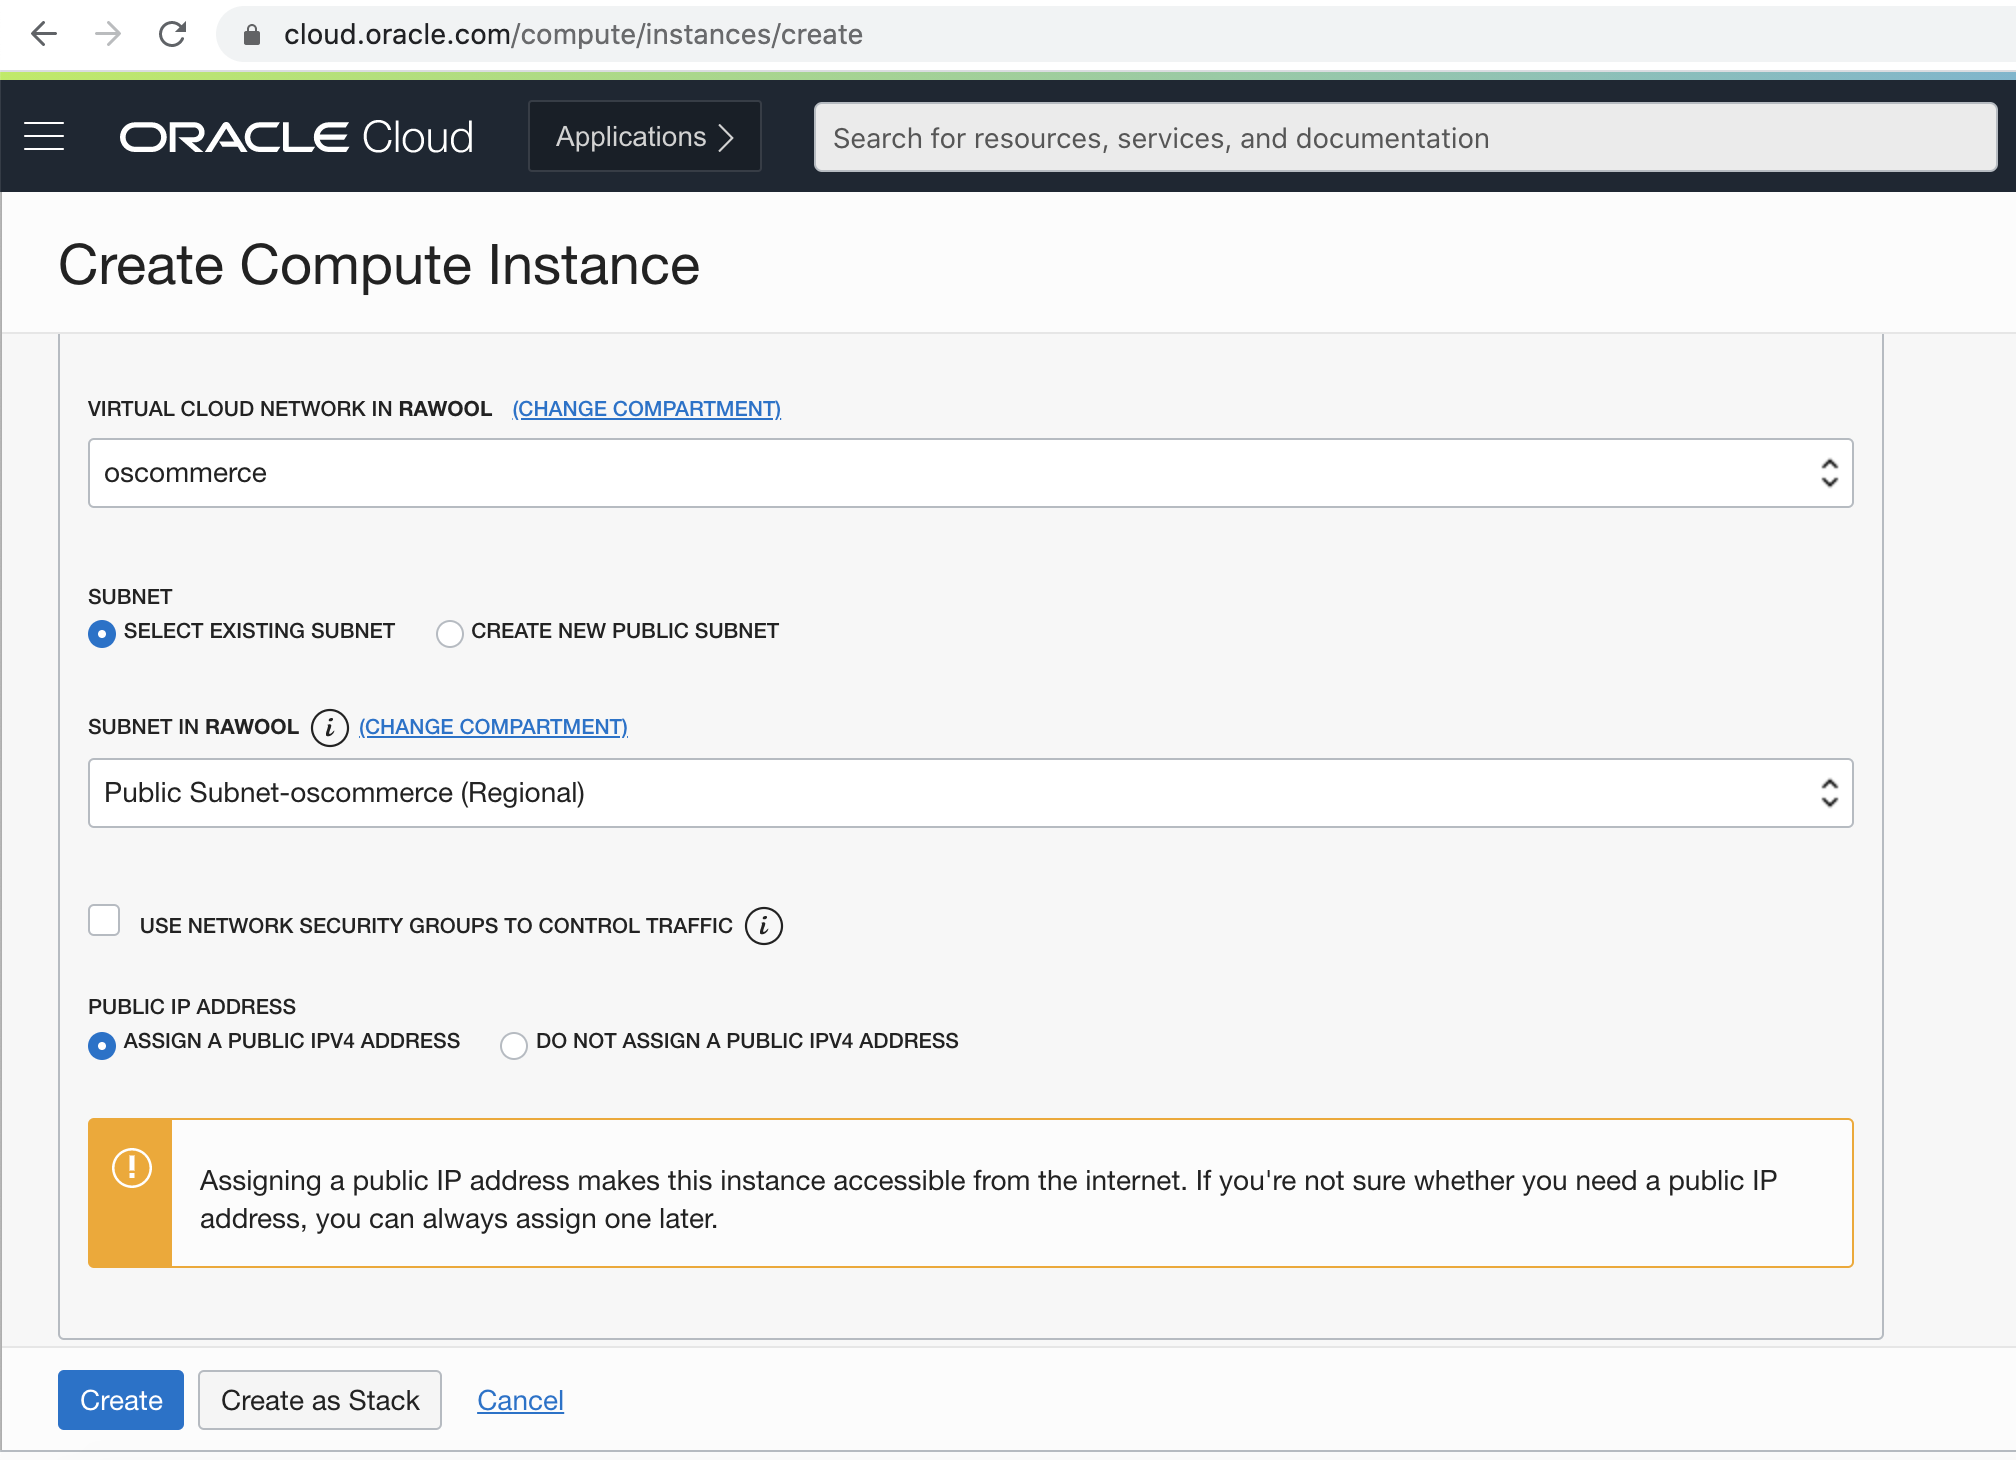 cloud.oracle.com/compute/instances/create
ORACLE Cloud
Applications
Search for resources, services, and documentation
Create Compute Instance
VIRTUAL CLOUD NETWORK IN RAWOOL (CHANGE COMPARTMENT)
oscommerce
SUBNET
SELECT EXISTING SUBNET CREATE NEW PUBLIC SUBNET
SUBNET IN RAWOOL i (CHANGE COMPARTMENT)
Public Subnet-oscommerce (Regional)
USE NETWORK SECURITY GROUPS TO CONTROL TRAFFIC i
PUBLIC IP ADDRESS
ASSIGN A PUBLIC IPV4 ADDRESS DO NOT ASSIGN A PUBLIC IPV4 ADDRESS
Assigning a public IP address makes this instance accessible from the internet. If you're not sure whether you need a public IP
address, you can always assign one later.
Create Create as Stack Cancel